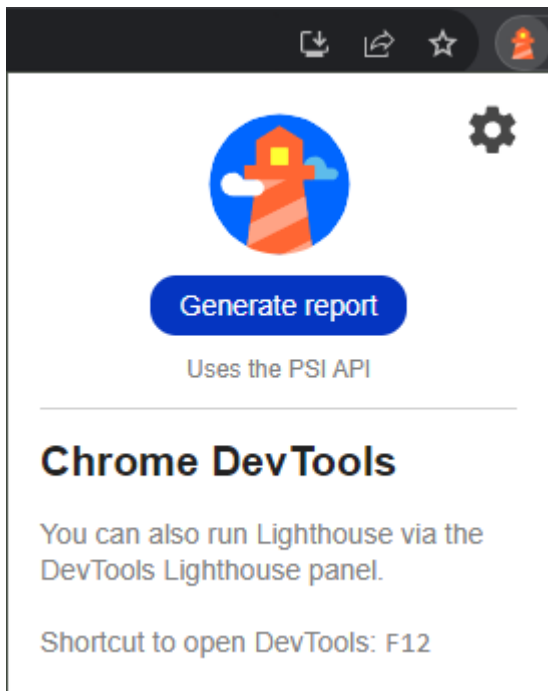 Generate report
Uses the PSI API
Chrome DevTools
You can also run Lighthouse via the
DevTools Lighthouse panel.
Shortcut to open DevTools: F12